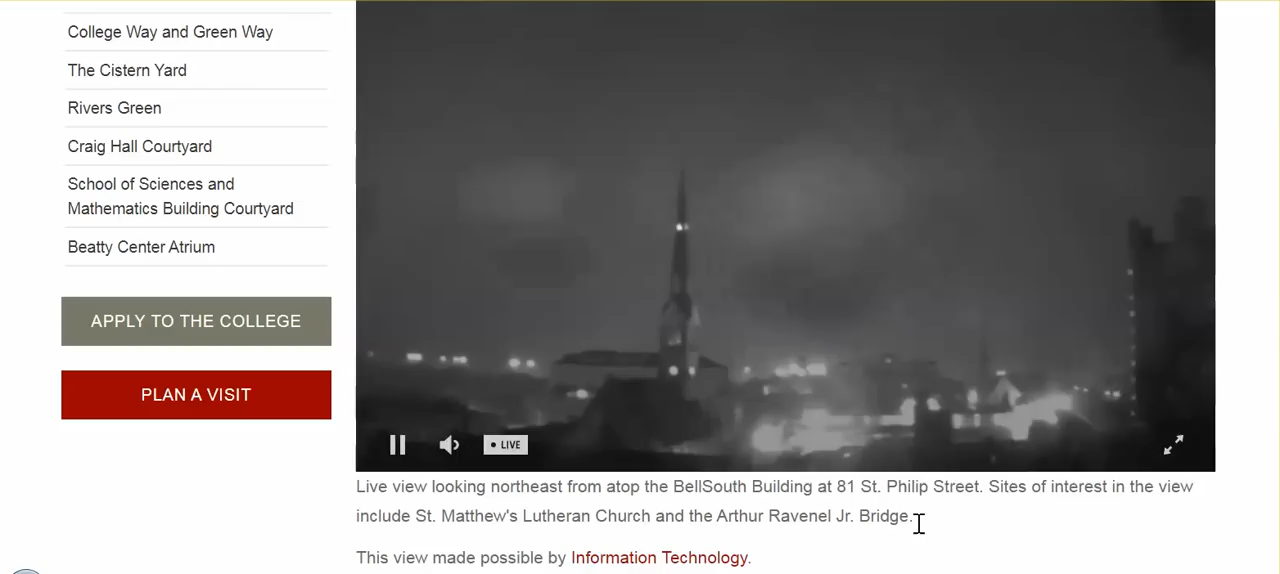 College Way and Green Way
The Cistern Yard
Rivers Green
Craig Hall Courtyard
School of Sciences and
Mathematics Building Courtyard
Beatty Center Atrium
APPLY TO THE COLLEGE
PLAN A VISIT
LIVE
Live view looking northeast from atop the BellSouth Building at 81 St. Philip Street. Sites of interest in the view
include St. Matthew's Lutheran Church and the Arthur Ravenel Jr. Bridge.
This view made possible by Information Technology.